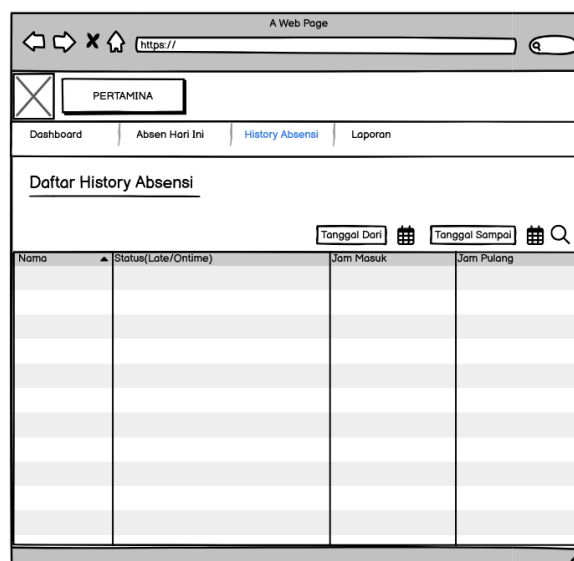 A Web Page
https://
PERTAMINA
Dashboard Absen Hari Ini History Absensi Laporan
Daftar History Absensi
Tanggal Dari Tanggal Sampai
Nama Status(Late/Ontime) Jam Masuk Jam Pulang